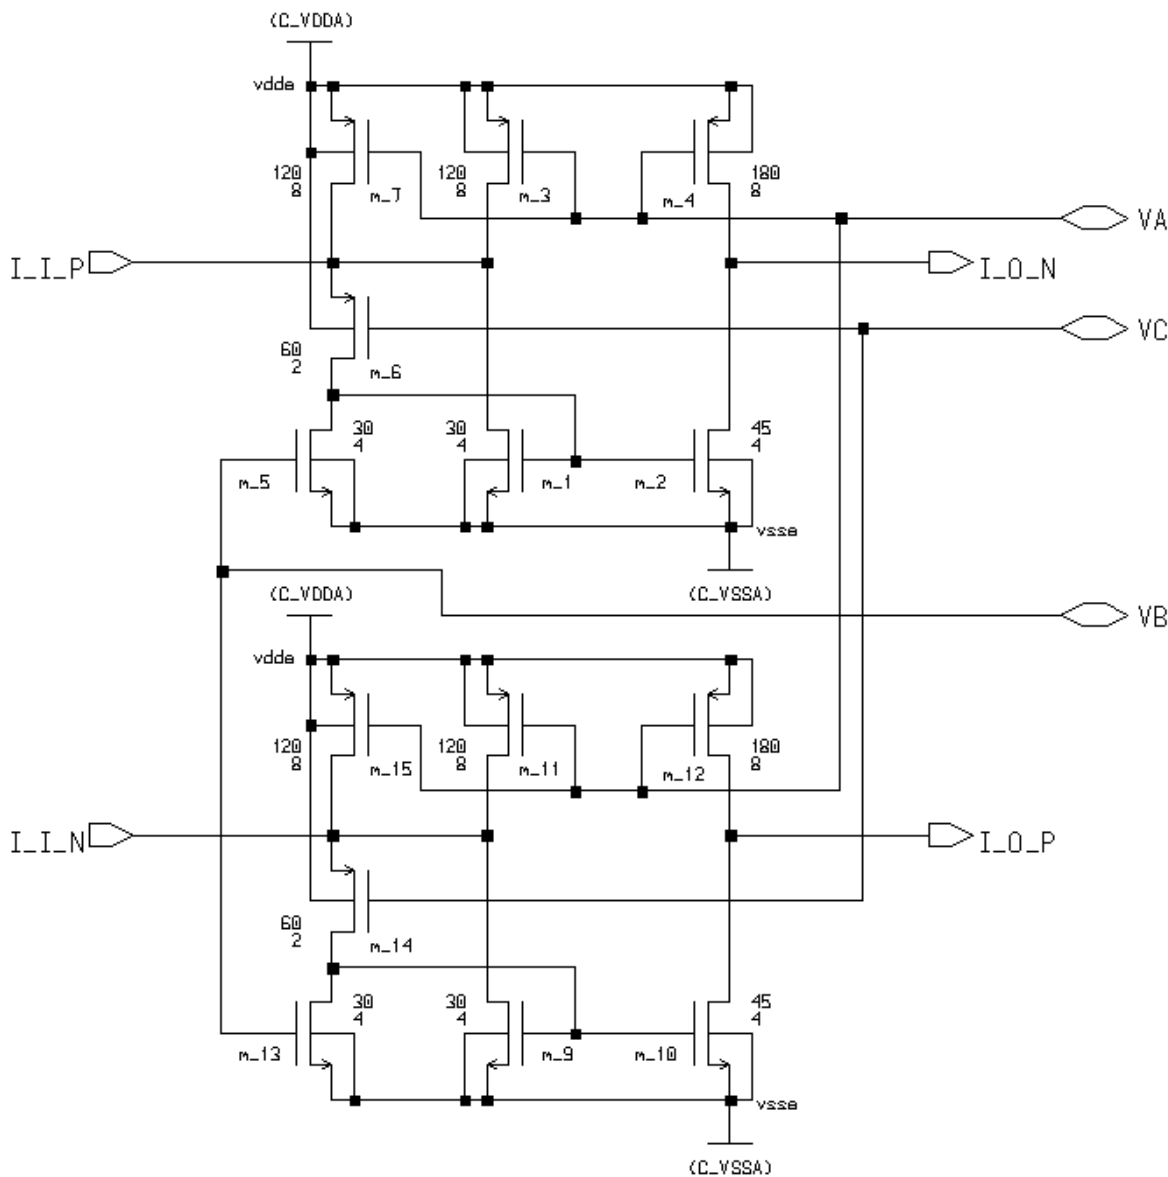 (C_VDDA)
vdda
120
8
m_7
120
8
m_3
m_4
180
8
VA
I_I_P
I_O_N
VC
60
2
m_6
30
4
m_5
30
4
m_1
m_2
45
4
vssa
(C_VDDA)
(C_VSSA)
VB
vdda
120
8
m_15
120
8
m_11
m_12
180
8
I_I_N
I_O_P
60
2
m_14
30
4
m_13
30
4
m_9
m_10
45
4
vssa
(C_VSSA)